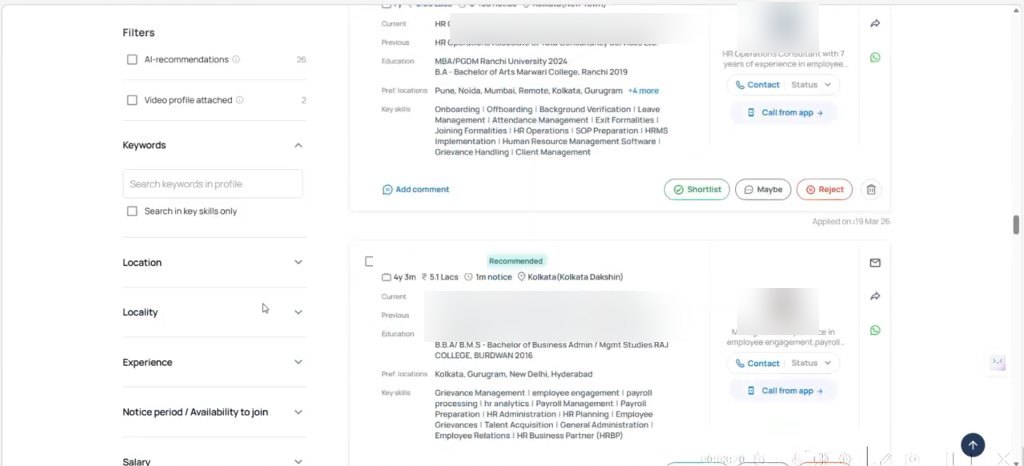 Filters
AI-recommendations 26
Video profile attached 2
Keywords
Search keywords in profile
Search in key skills only
Location
Locality
Experience
Notice period / Availability to join
Salary
Current HR
Previous HR Operations Associate at Tata Consultancy Services Ltd.
Education MBA/PGDM Ranchi University 2024
B.A - Bachelor of Arts Marwari College, Ranchi 2019
Pref. locations Pune, Noida, Mumbai, Remote, Kolkata, Gurugram +4 more
Key skills Onboarding | Offboarding | Background Verification | Leave
Management | Attendance Management | Exit Formalities |
Joining Formalities | HR Operations | SOP Preparation | HRMS
Implementation | Human Resource Management Software |
Grievance Handling | Client Management
HR Operations Consultant with 7
years of experience in employee...
Contact Status
Call from app →
Add comment
Shortlist Maybe Reject
Applied on :19 Mar 26
Recommended
4y 3m ₹ 5.1 Lacs 1m notice Kolkata(Kolkata Dakshin)
Current
Previous
Education
B.B.A/ B.M.S - Bachelor of Business Admin / Mgmt Studies RAJ
COLLEGE, BURDWAN 2016
Pref. locations Kolkata, Gurugram, New Delhi, Hyderabad
Key skills Grievance Management | employee engagement | payroll
processing | hr analytics | Payroll Management | Payroll
Preparation | HR Administration | HR Planning | Employee
Grievances | Talent Acquisition | General Administration |
Employee Relations | HR Business Partner (HRBP)
in
employee engagement, payroll...
Contact Status
Call from app →